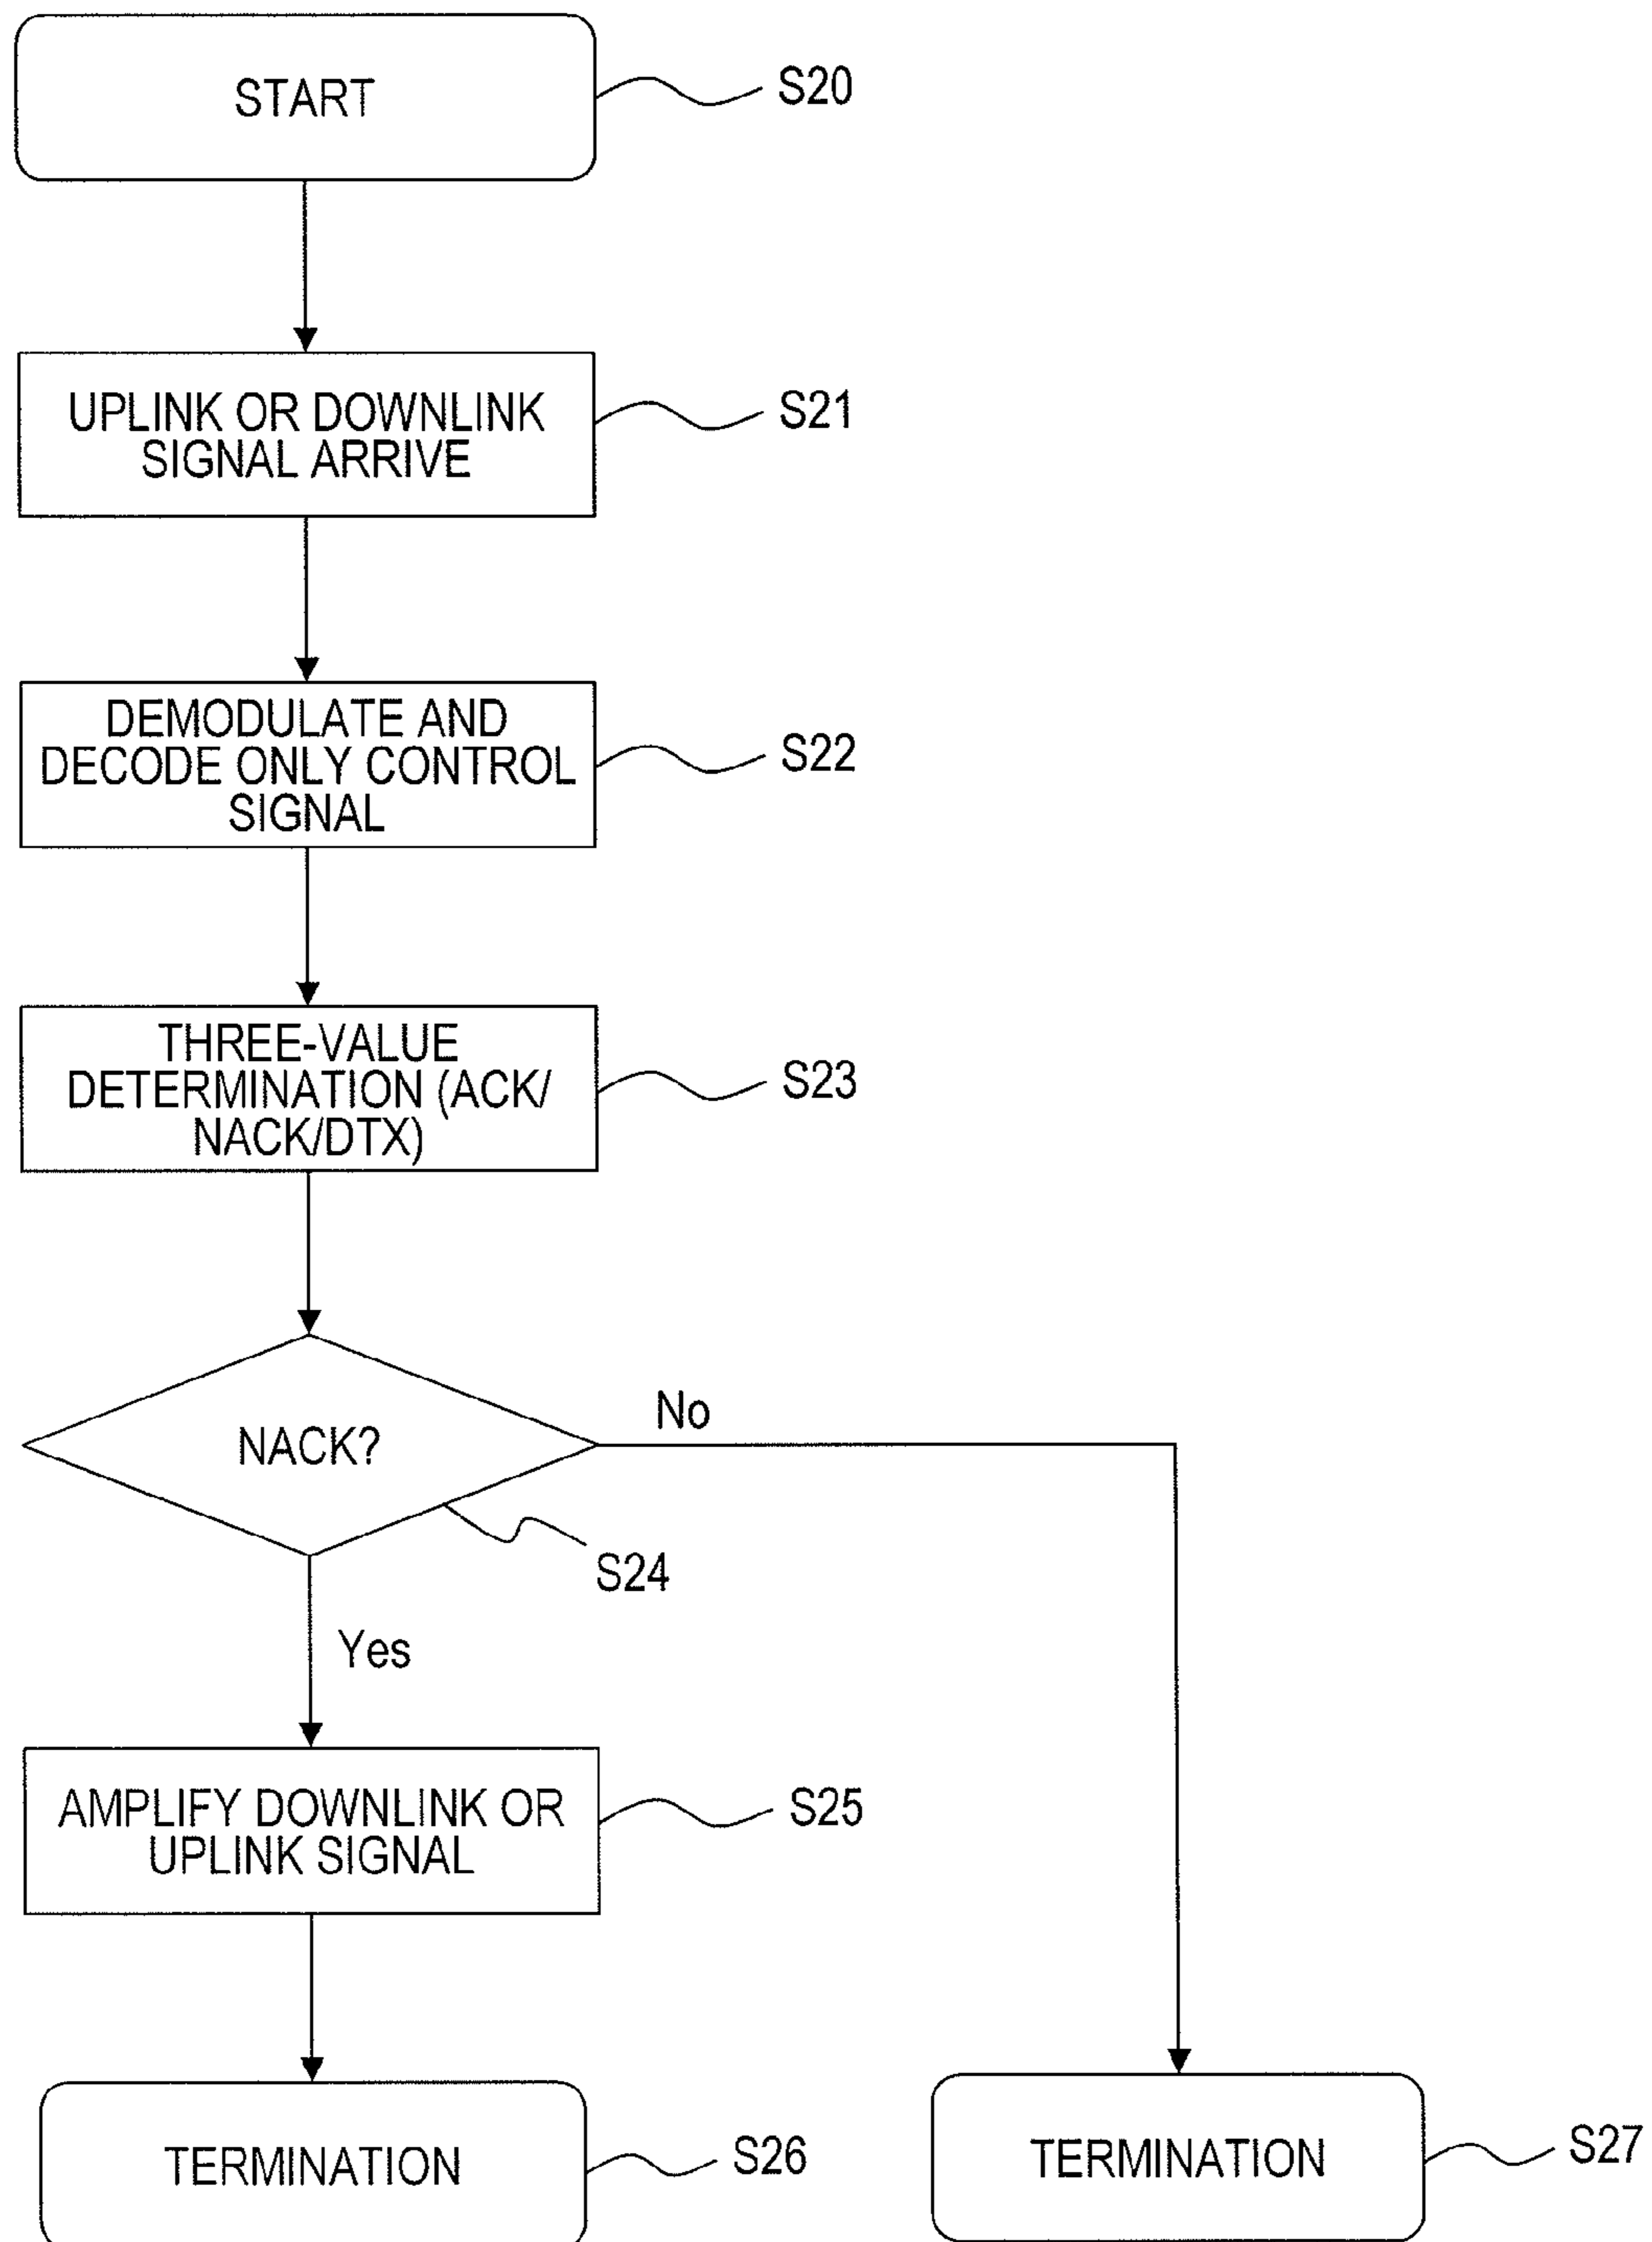 START
S20
UPLINK OR DOWNLINK
SIGNAL ARRIVE
S21
DEMODULATE AND
DECODE ONLY CONTROL
SIGNAL
S22
THREE-VALUE
DETERMINATION (ACK/
NACK/DTX)
S23
NACK?
No
S24
Yes
AMPLIFY DOWNLINK OR
UPLINK SIGNAL
S25
TERMINATION
S26
TERMINATION
S27